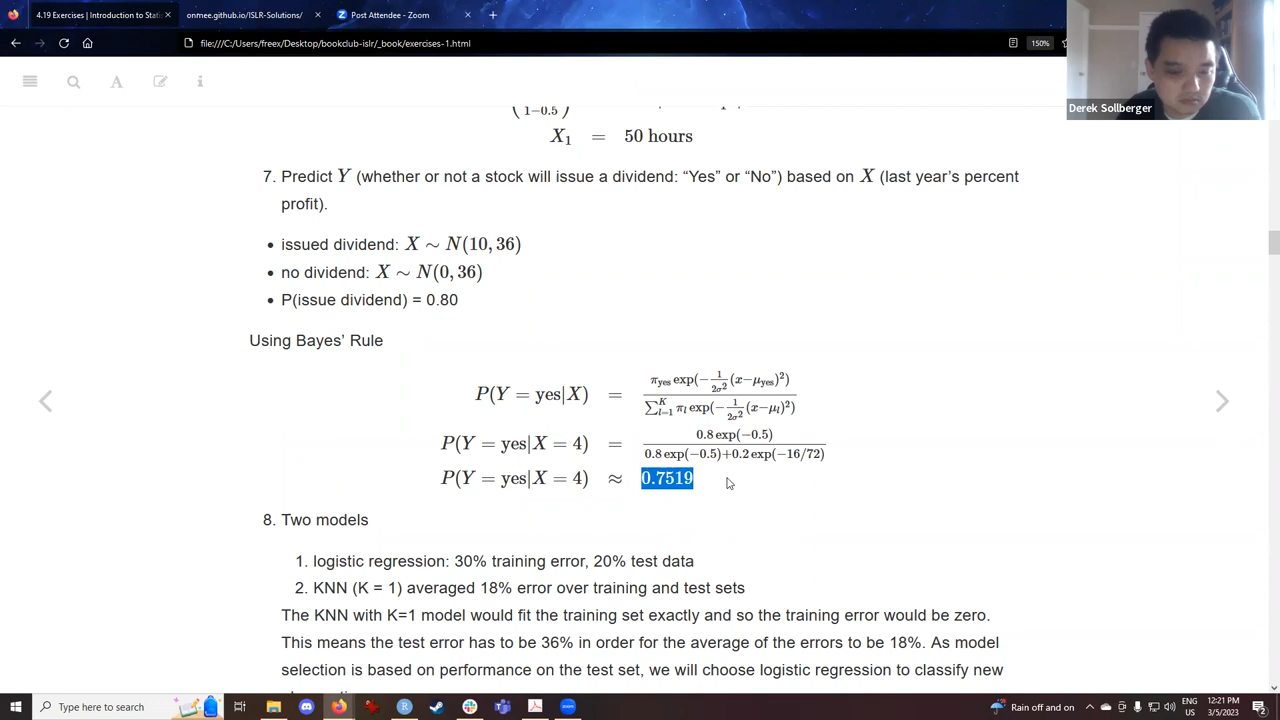 4.19 Exercises | Introduction to Stati
onmee.github.io/ISLR-Solutions/
Post Attendee - Zoom
file:///C:/Users/freex/Desktop/bookclub-islr/_book/exercises-1.html
150%
Derek Sollberger
( 1−0.5 )
X₁ = 50 hours
7. Predict Y (whether or not a stock will issue a dividend: “Yes” or “No”) based on X (last year’s percent
profit).
• issued dividend: X ∼ N(10, 36)
• no dividend: X ∼ N(0, 36)
• P(issue dividend) = 0.80
Using Bayes’ Rule
P(Y = yes|X) = π_yes exp(−1/2σ² (x−μ_yes)²) / ∑_{l=1}^{K} π_l exp(−1/2σ² (x−μ_l)²)
P(Y = yes|X = 4) = 0.8 exp(−0.5) / 0.8 exp(−0.5)+0.2 exp(−16/72)
P(Y = yes|X = 4) ≈ 0.7519
8. Two models
1. logistic regression: 30% training error, 20% test data
2. KNN (K = 1) averaged 18% error over training and test sets
The KNN with K=1 model would fit the training set exactly and so the training error would be zero.
This means the test error has to be 36% in order for the average of the errors to be 18%. As model
selection is based on performance on the test set, we will choose logistic regression to classify new
Type here to search
Rain off and on
ENG
US
12:21 PM
3/5/2023